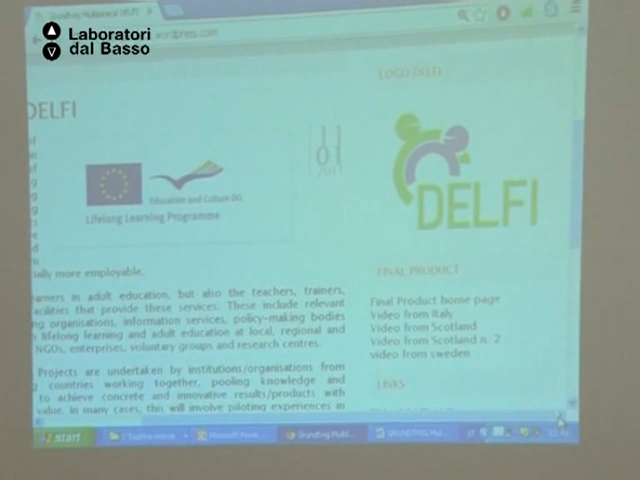 Laboratori
dal Basso
wordpress.com
LOGO DELFI
DELFI
11
01
Education and Culture DG
Lifelong Learning Programme
DELFI
ially more employable.
FINAL PRODUCT
arners in adult education, but also the teachers, trainers,
acilities that provide these services. These include relevant
ng organisations, information services, policy-making bodies
lifelong learning and adult education at local, regional and
NGOs, enterprises, voluntary groups and research centres.
Final Product home page
Video from Italy
Video from Scotland
Video from Scotland n. 2
video from sweden
Projects are undertaken by institutions/organisations from
countries working together, pooling knowledge and
to achieve concrete and innovative results/products with
value. In many cases, this will involve piloting experiences in
LINKS
start